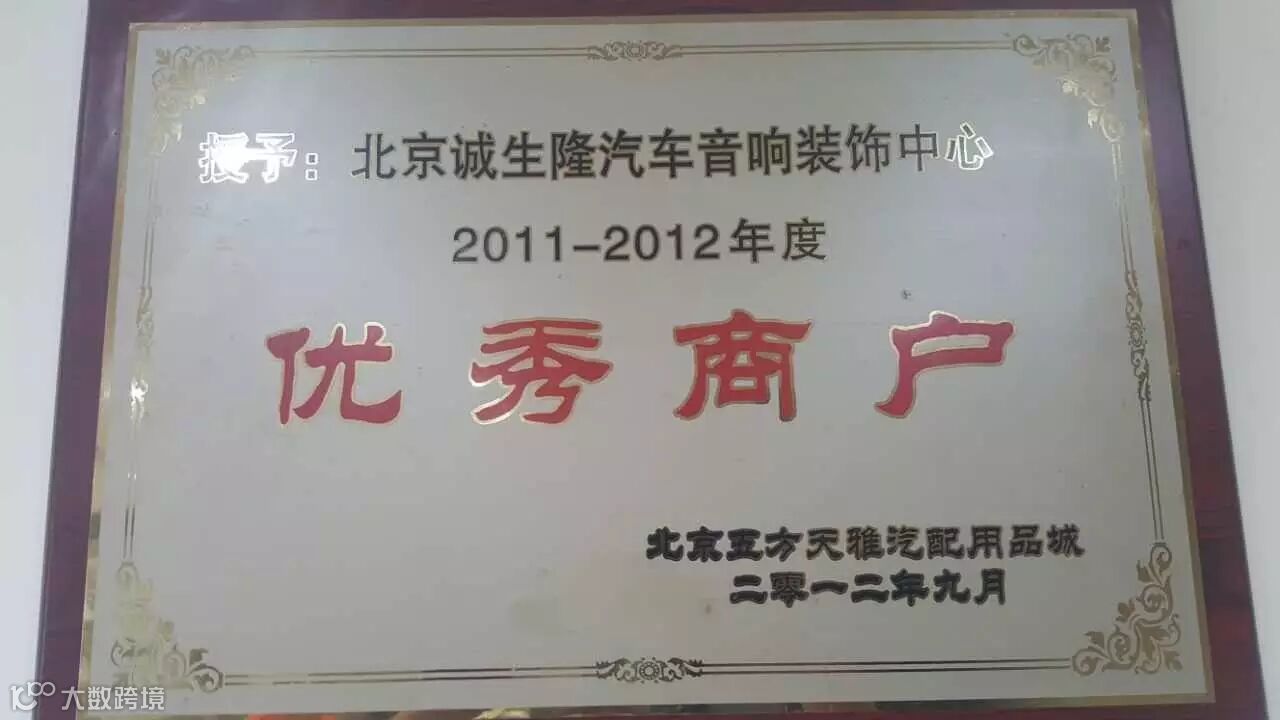 授予：北京诚生隆汽车音响装饰中心
2011-2012年度
优秀商户
北京五方天雅汽配用品城
二零一二年九月
大数跨境